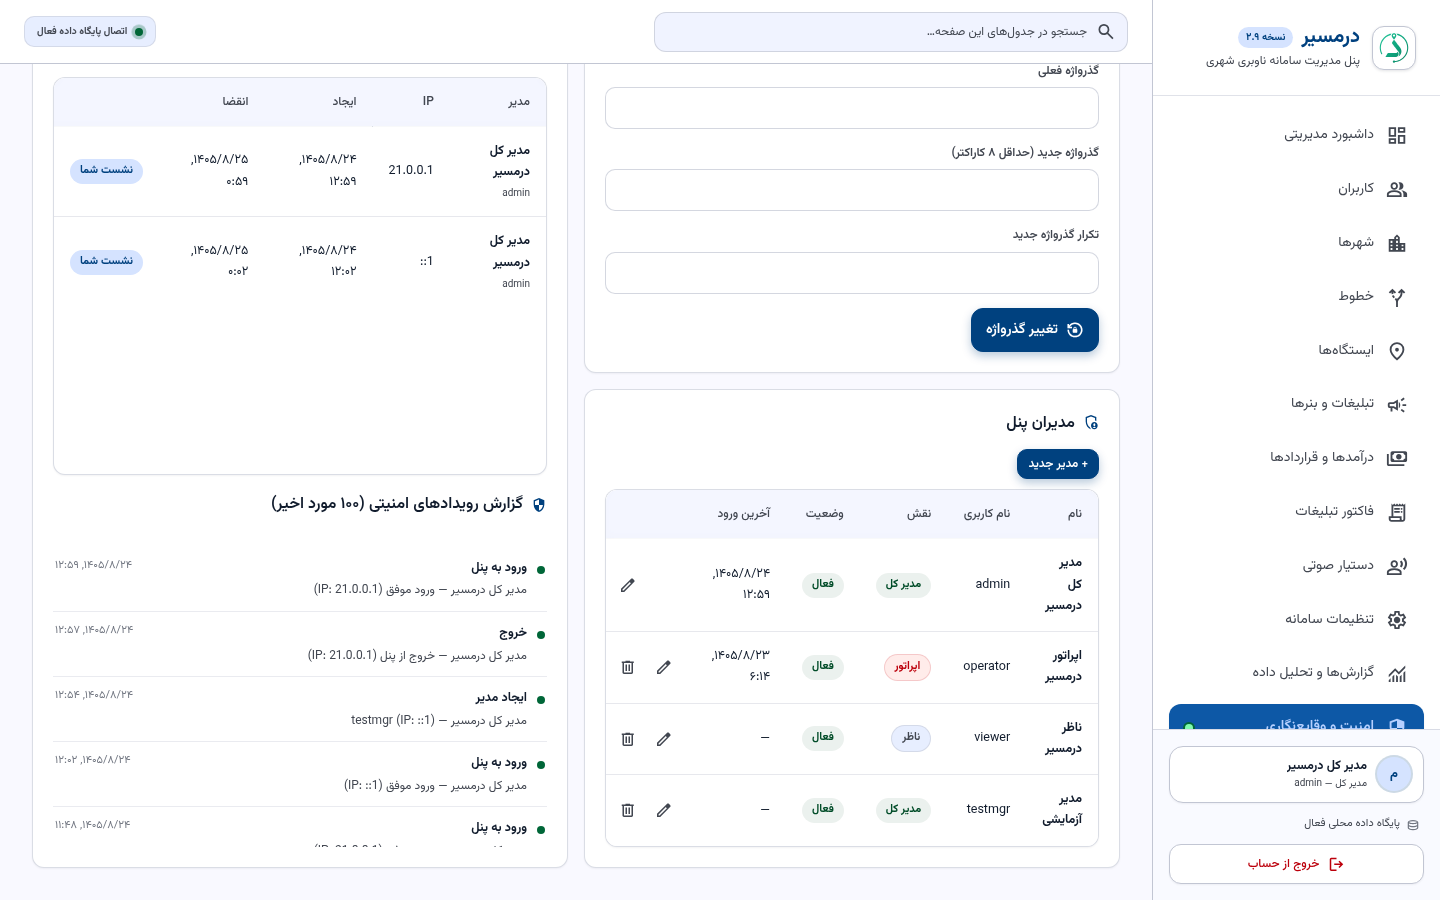 درمسیر
نسخه ۲.۹
پنل مدیریت سامانه ناوبری شهری
داشبورد مدیریتی
کاربران
شهرها
خطوط
ایستگاه‌ها
تبلیغات و بنرها
درآمدها و قراردادها
فاکتور تبلیغات
دستیار صوتی
تنظیمات سامانه
گزارش‌ها و تحلیل داده
امنیت و وقایع‌نگاری
م
مدیر کل درمسیر
مدیر کل — admin
پایگاه داده محلی فعال
خروج از حساب
جستجو در جدول‌های این صفحه...
اتصال پایگاه داده فعال
گذرواژه فعلی
گذرواژه جدید (حداقل ۸ کاراکتر)
تکرار گذرواژه جدید
تغییر گذرواژه
مدیران پنل
+ مدیر جدید
نام نام کاربری نقش وضعیت آخرین ورود
مدیر کل درمسیر admin مدیر کل فعال ۱۴۰۵/۸/۲۴, ۱۲:۵۹
اپراتور درمسیر operator اپراتور فعال ۱۴۰۵/۸/۲۳, ۶:۱۴
ناظر درمسیر viewer ناظر فعال —
مدیر آزمایشی testmgr مدیر کل فعال —
مدیر IP ایجاد انقضا
مدیر کل درمسیر admin 21.0.0.1 ۱۴۰۵/۸/۲۴, ۱۲:۵۹ ۱۴۰۵/۸/۲۵, ۰:۵۹ نشست شما
مدیر کل درمسیر admin ::1 ۱۴۰۵/۸/۲۴, ۱۲:۰۲ ۱۴۰۵/۸/۲۵, ۰:۰۲ نشست شما
گزارش رویدادهای امنیتی (۱۰۰ مورد اخیر)
ورود به پنل ۱۴۰۵/۸/۲۴, ۱۲:۵۹
مدیر کل درمسیر — ورود موفق (IP: 21.0.0.1)
خروج ۱۴۰۵/۸/۲۴, ۱۲:۵۷
مدیر کل درمسیر — خروج از پنل (IP: 21.0.0.1)
ایجاد مدیر ۱۴۰۵/۸/۲۴, ۱۲:۵۴
مدیر کل درمسیر — testmgr (IP: ::1)
ورود به پنل ۱۴۰۵/۸/۲۴, ۱۲:۰۲
مدیر کل درمسیر — ورود موفق (IP: ::1)
ورود به پنل ۱۴۰۵/۸/۲۴, ۱۱:۴۸